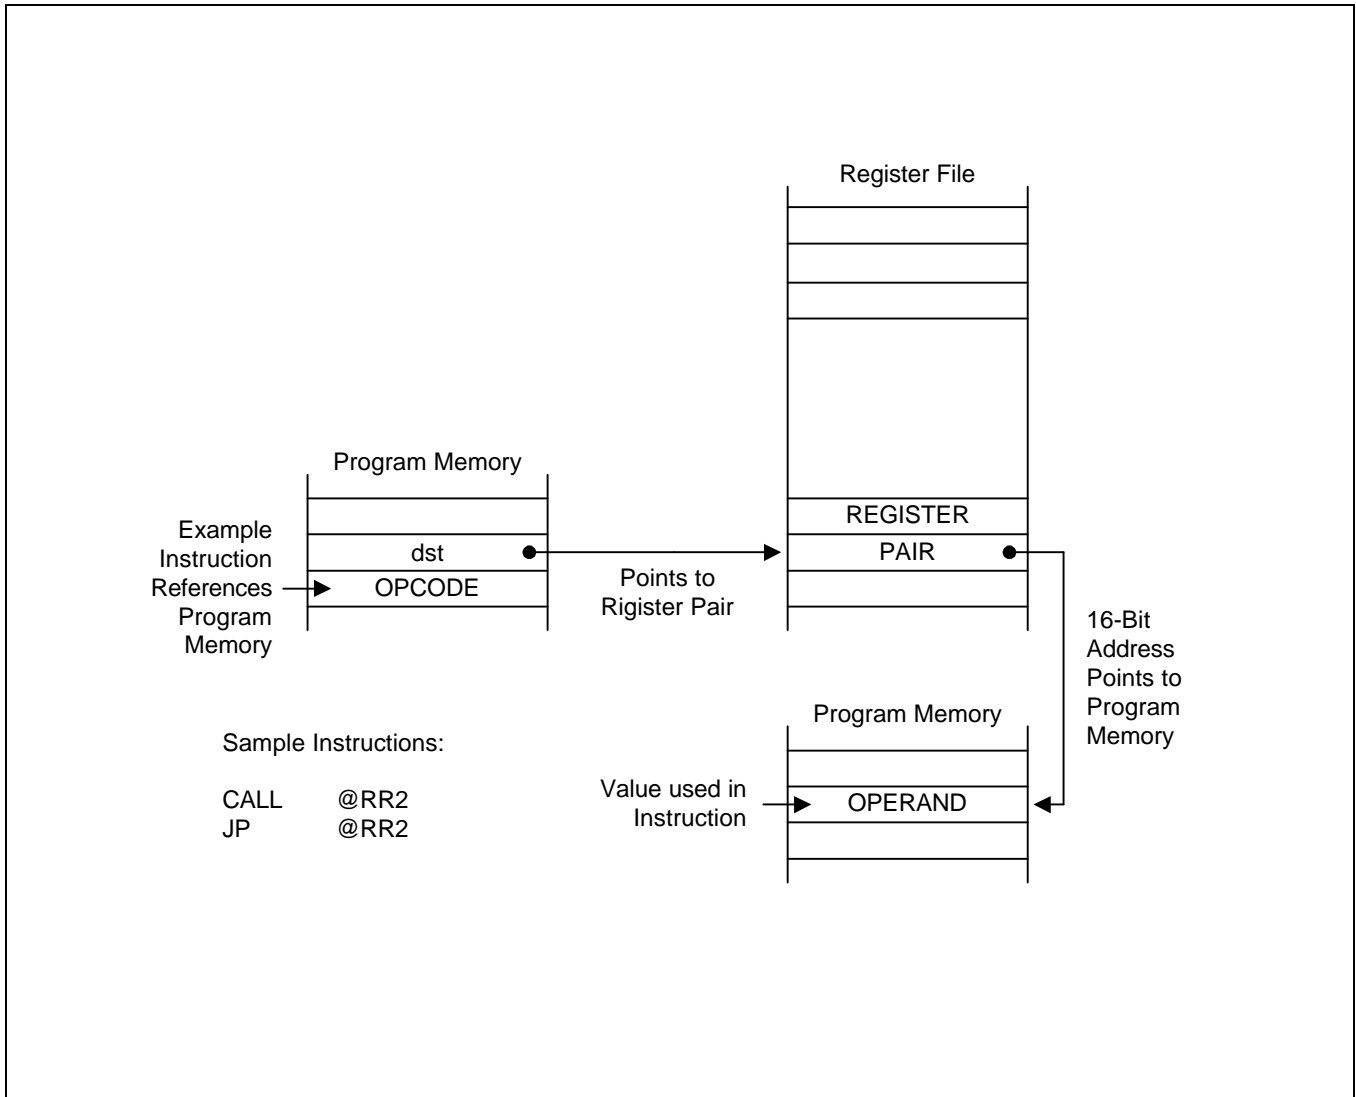 Register File
Program Memory
REGISTER
Example
Instruction
References
Program
Memory
dst
PAIR
OPCODE
Points to
Rigister Pair
16-Bit
Address
Points to
Program
Memory
Program Memory
Sample Instructions:
CALL @RR2
JP @RR2
Value used in
Instruction
OPERAND